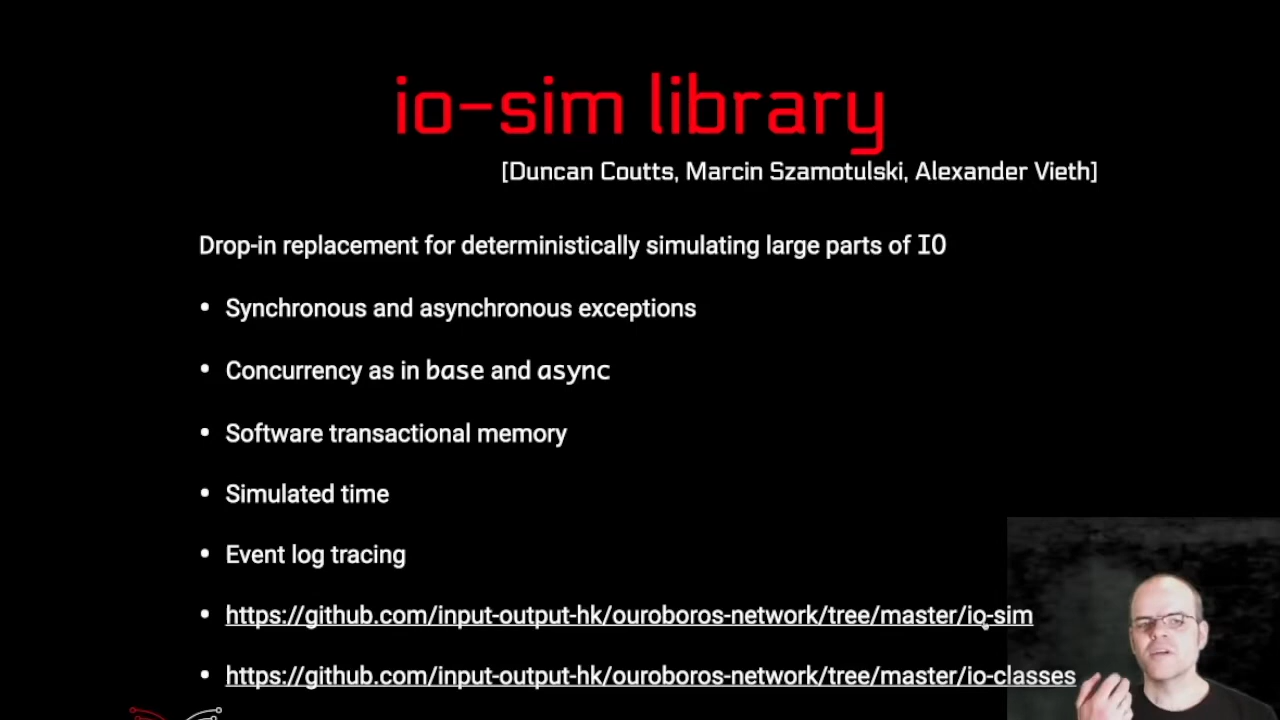 io-sim library
[Duncan Coutts, Marcin Szamotulski, Alexander Vieth]
Drop-in replacement for deterministically simulating large parts of IO
• Synchronous and asynchronous exceptions
• Concurrency as in base and async
• Software transactional memory
• Simulated time
• Event log tracing
• https://github.com/input-output-hk/ouroboros-network/tree/master/io-sim
• https://github.com/input-output-hk/ouroboros-network/tree/master/io-classes